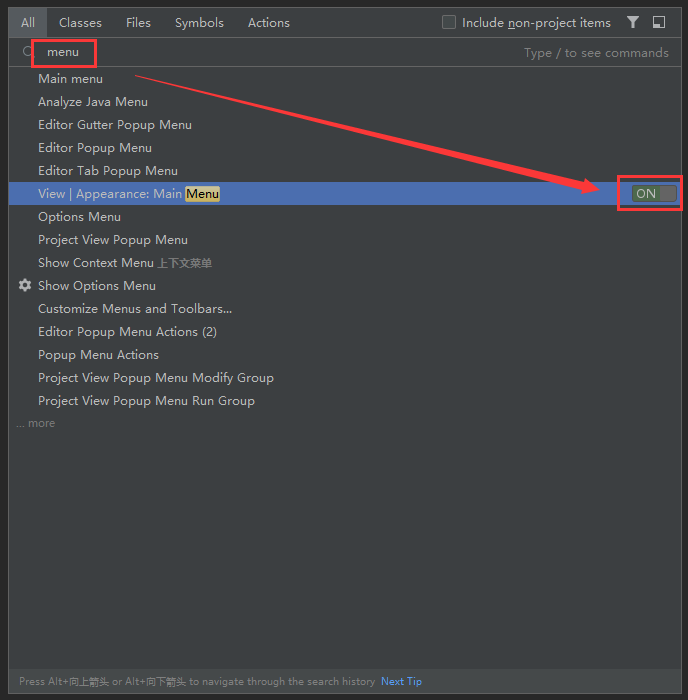 All Classes Files Symbols Actions Include non-project items
menu Type / to see commands
Main menu
Analyze Java Menu
Editor Gutter Popup Menu
Editor Popup Menu
Editor Tab Popup Menu
View | Appearance: Main Menu ON
Options Menu
Project View Popup Menu
Show Context Menu 上下文菜单
Show Options Menu
Customize Menus and Toolbars...
Editor Popup Menu Actions (2)
Popup Menu Actions
Project View Popup Menu Modify Group
Project View Popup Menu Run Group
... more
Press Alt+向上箭头 or Alt+向下箭头 to navigate through the search history Next Tip